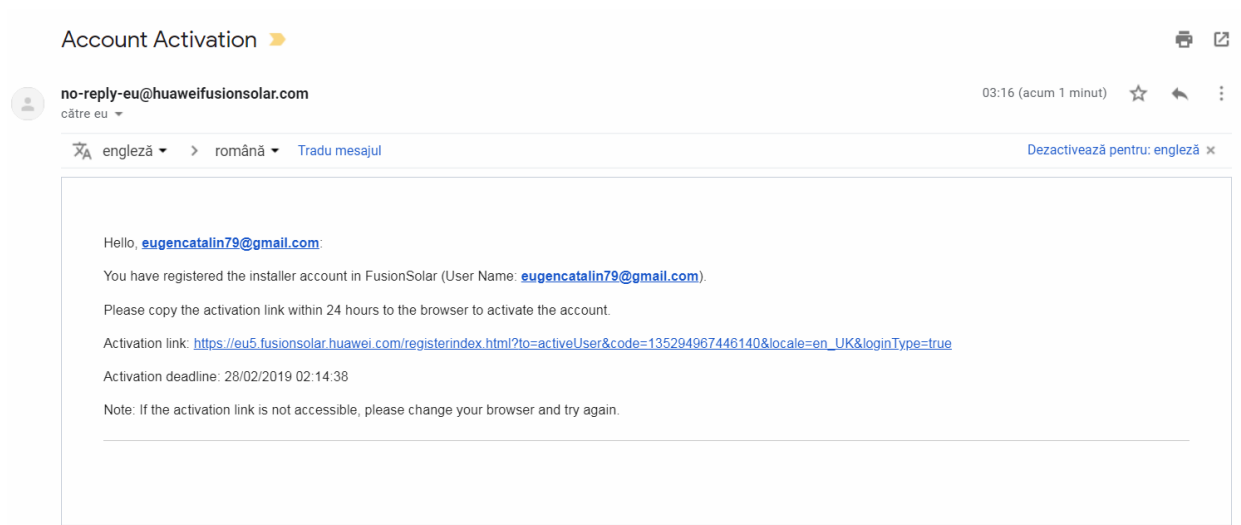 Account Activation
no-reply-eu@huaweifusionsolar.com
03:16 (acum 1 minut)
către eu
engleză > română Tradu mesajul
Dezactivează pentru: engleză ×
Hello, eugencatalin79@gmail.com:
You have registered the installer account in FusionSolar (User Name: eugencatalin79@gmail.com).
Please copy the activation link within 24 hours to the browser to activate the account.
Activation link: https://eu5.fusionsolar.huawei.com/registerindex.html?to=activeUser&code=135294967446140&locale=en_UK&loginType=true
Activation deadline: 28/02/2019 02:14:38
Note: If the activation link is not accessible, please change your browser and try again.